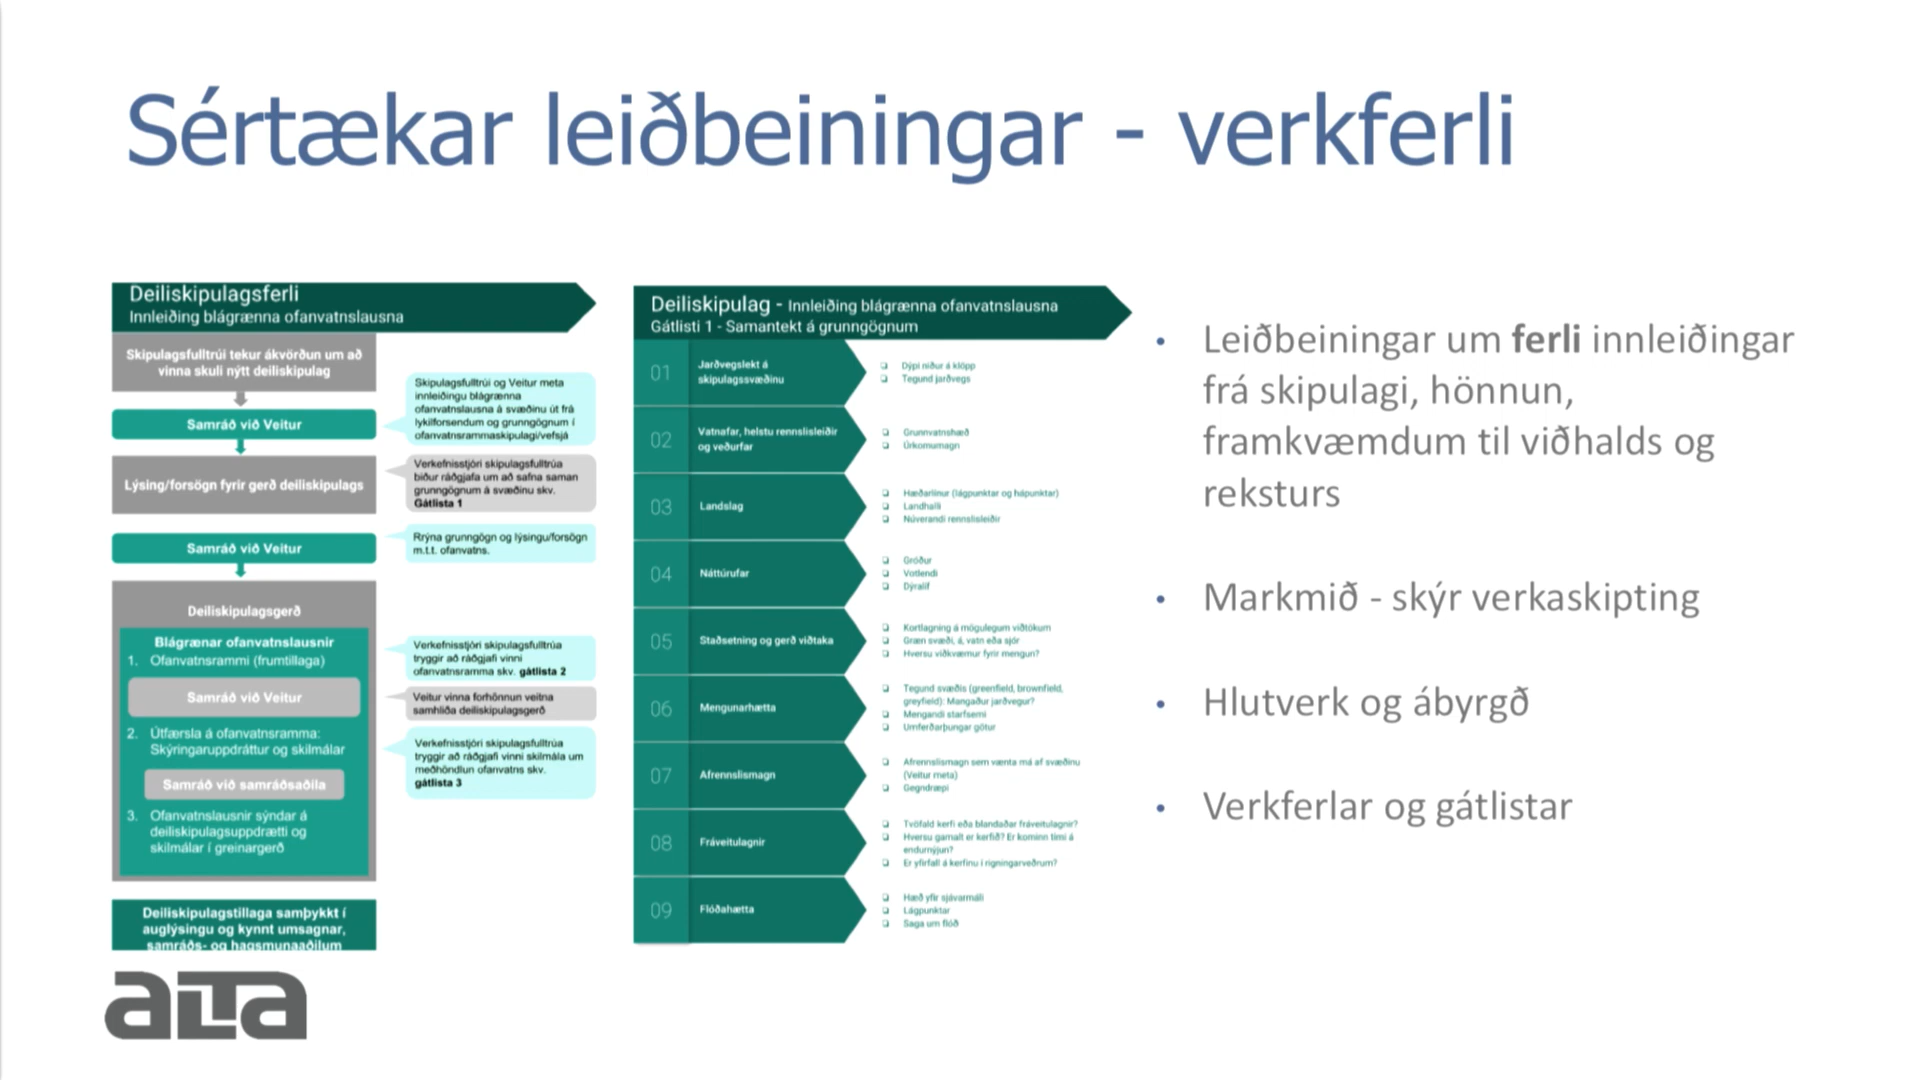 Sértækar leiðbeiningar - verkferli
Deiliskipulagsferli
Innleiðing blágrænna ofanvatnslausna
Skipulagsfulltrúi tekur ákvörðun um að
vinna skuli nýtt deiliskipulag
Samráð við Veitur
Lýsing/forsögn fyrir gerð deiliskipulags
Samráð við Veitur
Deiliskipulagsgerð
Blágrænar ofanvatnslausnir
1. Ofanvatnsrammi (frumtillaga)
Samráð við Veitur
2. Útfærsla á ofanvatnsramma:
Skýringaruppdráttur og skilmálar
Samráð við samráðsaðila
3. Ofanvatnslausnir sýndar á
deiliskipulagsuppdrætti og
skilmálar í greinargerð
Deiliskipulagstillaga samþykkt í
auglýsingu og kynnt umsagnar,
samráðs- og hagsmunaaðilum
Skipulagsfulltrúi og Veitur meta
innleiðingu blágrænna
ofanvatnslausna á svæðinu út frá
lykilforsendum og grunngögnum í
ofanvatnsrammaskipulagi/vefsjá
Verkefnisstjóri skipulagsfulltrúa
biður ráðgjafa um að safna saman
grunngögnum á svæðinu skv.
Gátlista 1
Rrýna grunngögn og lýsingu/forsögn
m.t.t. ofanvatns.
Verkefnisstjóri skipulagsfulltrúa
tryggir að ráðgjafi vinni
ofanvatnsramma skv. gátlista 2
Veitur vinna forhönnun veitna
samhliða deiliskipulagsgerð
Verkefnisstjóri skipulagsfulltrúa
tryggir að ráðgjafi vinni skilmála um
meðhöndlun ofanvatns skv.
gátlista 3
Deiliskipulag - Innleiðing blágrænna ofanvatnslausna
Gátlisti 1 - Samantekt á grunngögnum
01 Jarðvegslekt á
skipulagssvæðinu
Dýpi niður á klöpp
Tegund jarðvegs
02 Vatnafar, helstu rennslisleiðir
og veðurfar
Grunnvatnshæð
Úrkomumagn
03 Landslag
Hæðarlínur (lágpunktar og hápunktar)
Landhalli
Núverandi rennslisleiðir
04 Náttúrufar
Gróður
Votlendi
Dýralíf
05 Staðsetning og gerð viðtaka
Kortlagning á mögulegum viðtökum
Græn svæði, á, vatn eða sjór
Hversu viðkvæmur fyrir mengun?
06 Mengunarhætta
Tegund svæðis (greenfield, brownfield,
greyfield): Mangaður jarðvegur?
Mengandi starfsemi
Umferðarþungar götur
07 Afrennslismagn
Afrennslismagn sem vænta má af svæðinu
(Veitur meta)
Gegndræpi
08 Fráveitulagnir
Tvöfald kerfi eða blandaðar fráveitulagnir?
Hversu gamalt er kerfið? Er kominn tími á
endurnýjun?
Er yfirfall á kerfinu í rigningarveðrum?
09 Flóðahætta
Hæð yfir sjávarmáli
Lágpunktar
Saga um flóð
• Leiðbeiningar um ferli innleiðingar
frá skipulagi, hönnun,
framkvæmdum til viðhalds og
reksturs
• Markmið - skýr verkaskipting
• Hlutverk og ábyrgð
• Verkferlar og gátlistar
aLTa